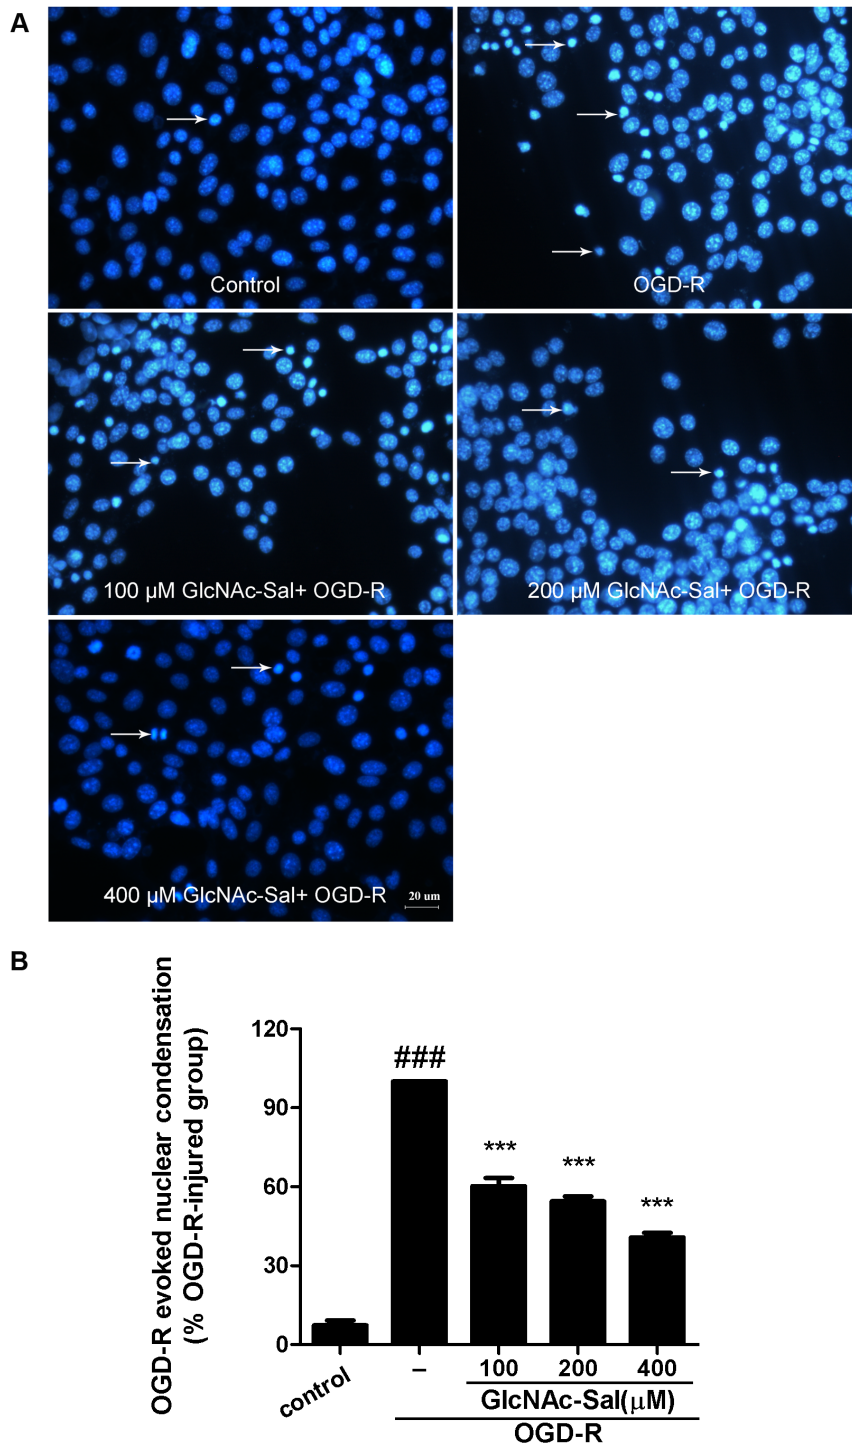 A
Control
OGD-R
100 µM GlcNAc-Sal+ OGD-R
200 µM GlcNAc-Sal+ OGD-R
400 µM GlcNAc-Sal+ OGD-R
20 um
B
OGD-R evoked nuclear condensation
(% OGD-R-injured group)
120
90
60
30
0
###
***
***
***
control
–
100
200
400
GlcNAc-Sal(μM)
OGD-R